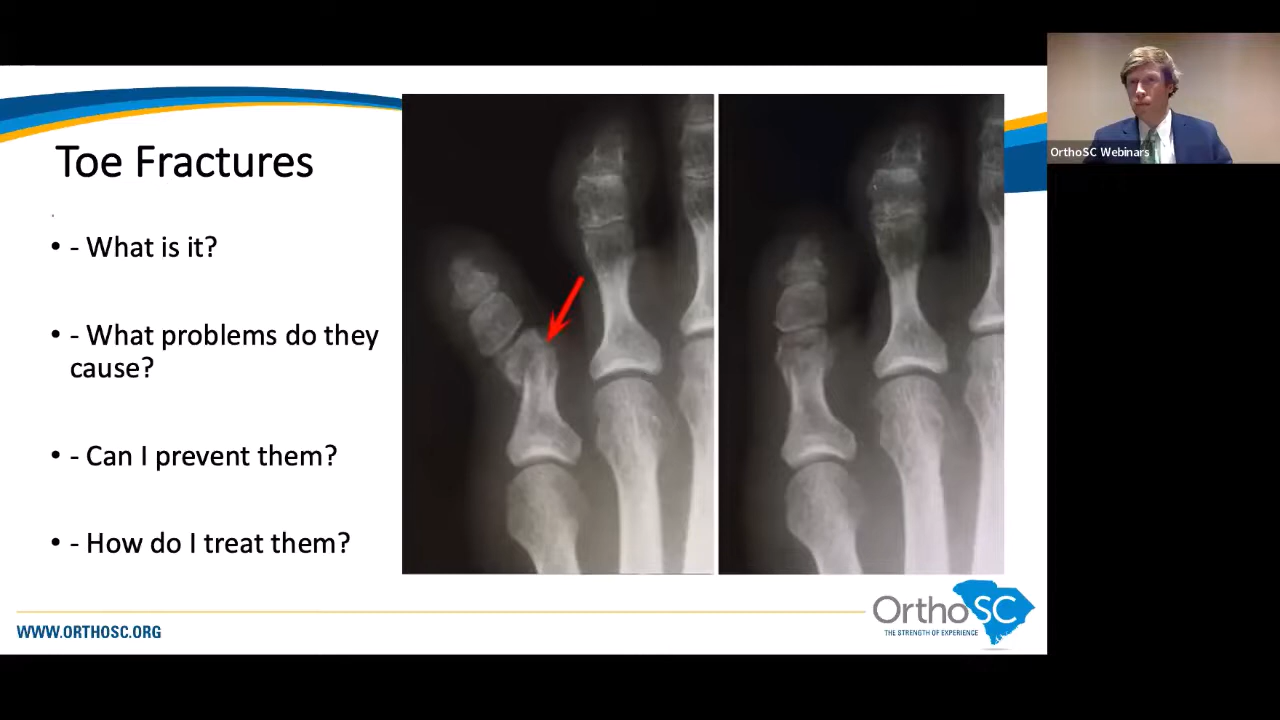 Toe Fractures
.
• - What is it?
• - What problems do they
cause?
• - Can I prevent them?
• - How do I treat them?
WWW.ORTHOSC.ORG
OrthoSC
THE STRENGTH OF EXPERIENCE
OrthoSC Webinars